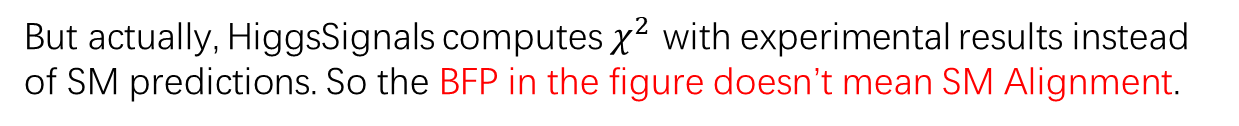 But actually, HiggsSignals computes χ² with experimental results instead
of SM predictions. So the BFP in the figure doesn't mean SM Alignment.